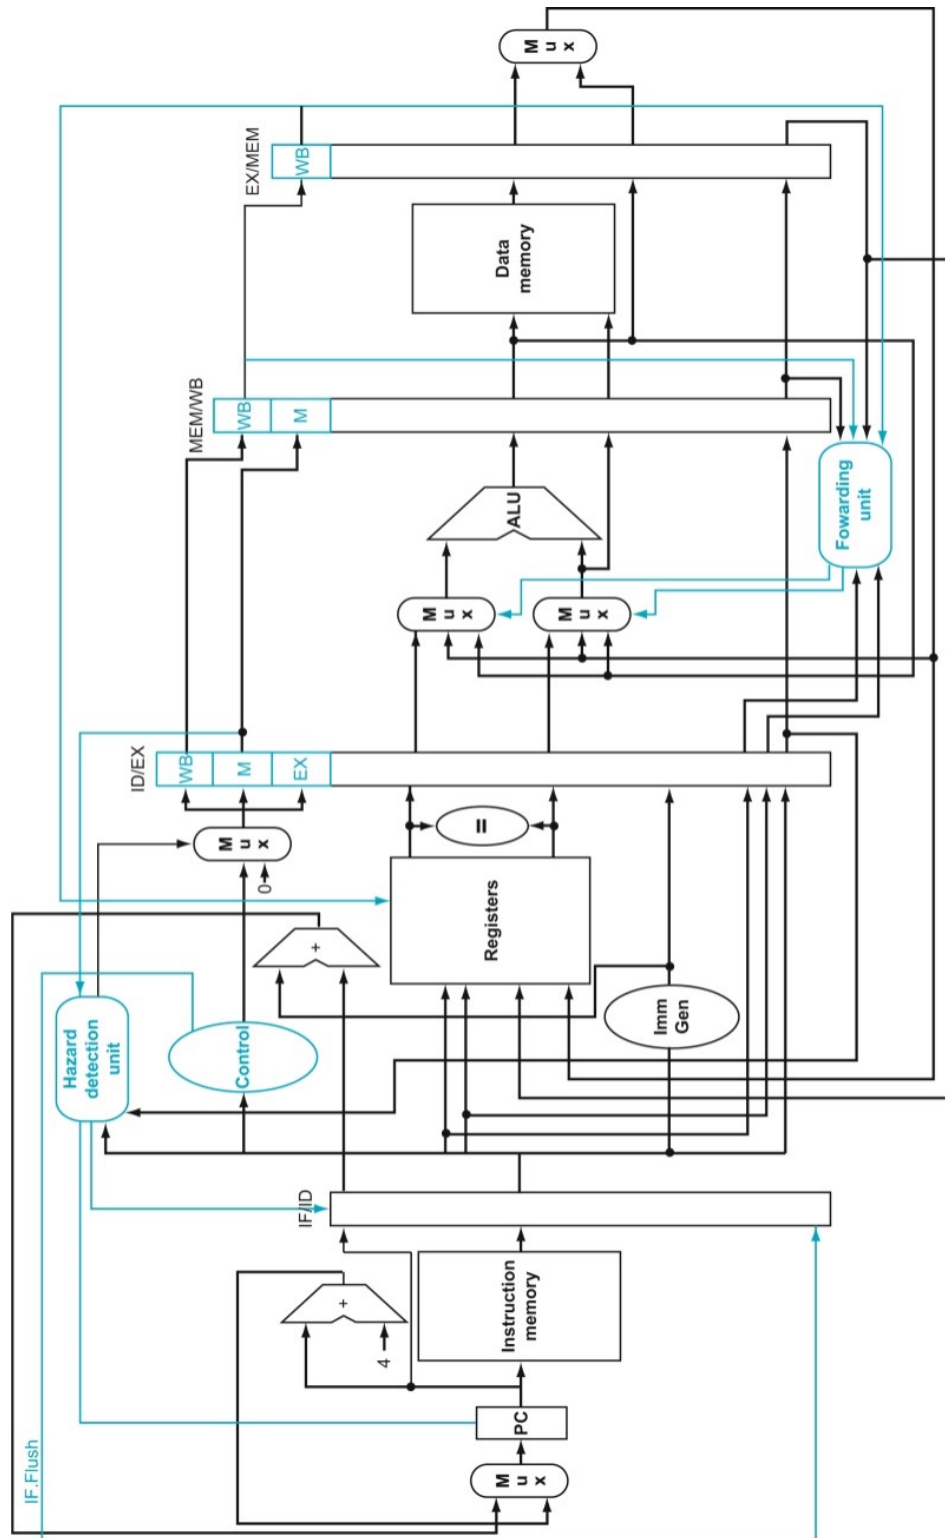 IF.Flush
Hazard
detection
unit
ID/EX
WB
MEM/WB
Control
M
u
x
0
M
WB
EX/MEM
EX
M
WB
+
IF/ID
+
4
M
u
x
PC
Instruction
memory
Registers
=
M
u
x
M
u
x
ALU
Data
memory
M
u
x
Imm
Gen
Fowarding
unit